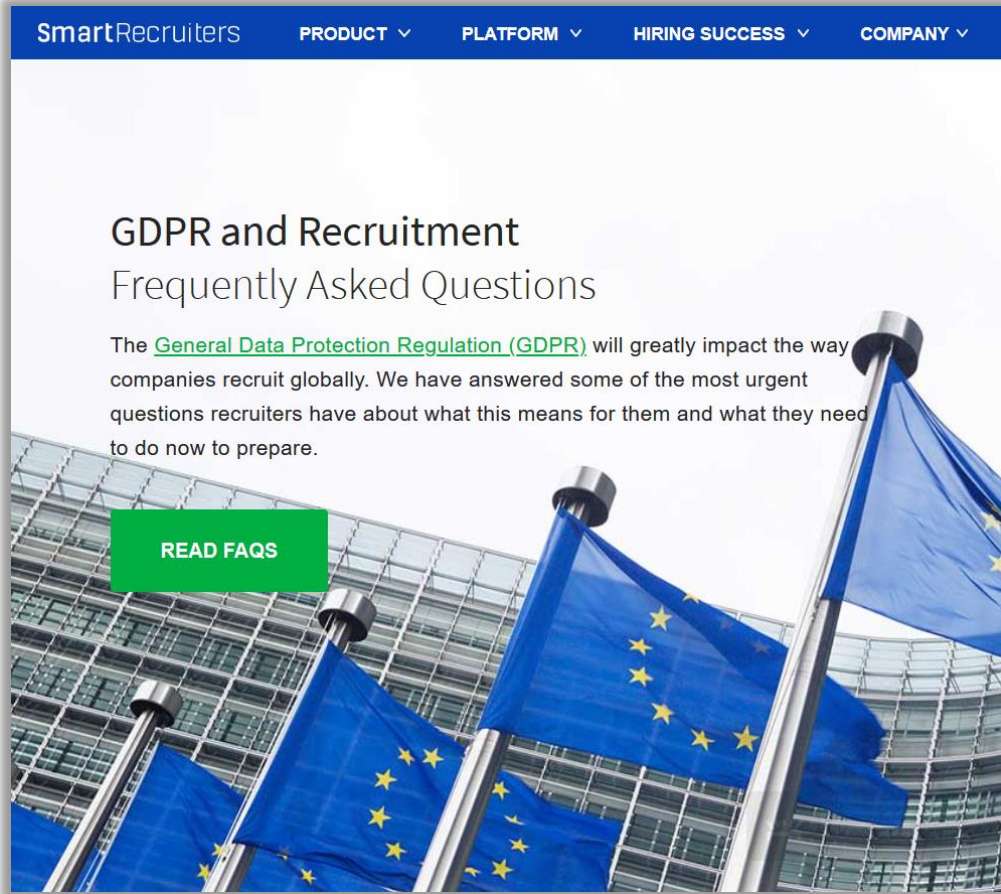 SmartRecruiters PRODUCT PLATFORM HIRING SUCCESS COMPANY
GDPR and Recruitment
Frequently Asked Questions
The General Data Protection Regulation (GDPR) will greatly impact the way
companies recruit globally. We have answered some of the most urgent
questions recruiters have about what this means for them and what they need
to do now to prepare.
READ FAQS